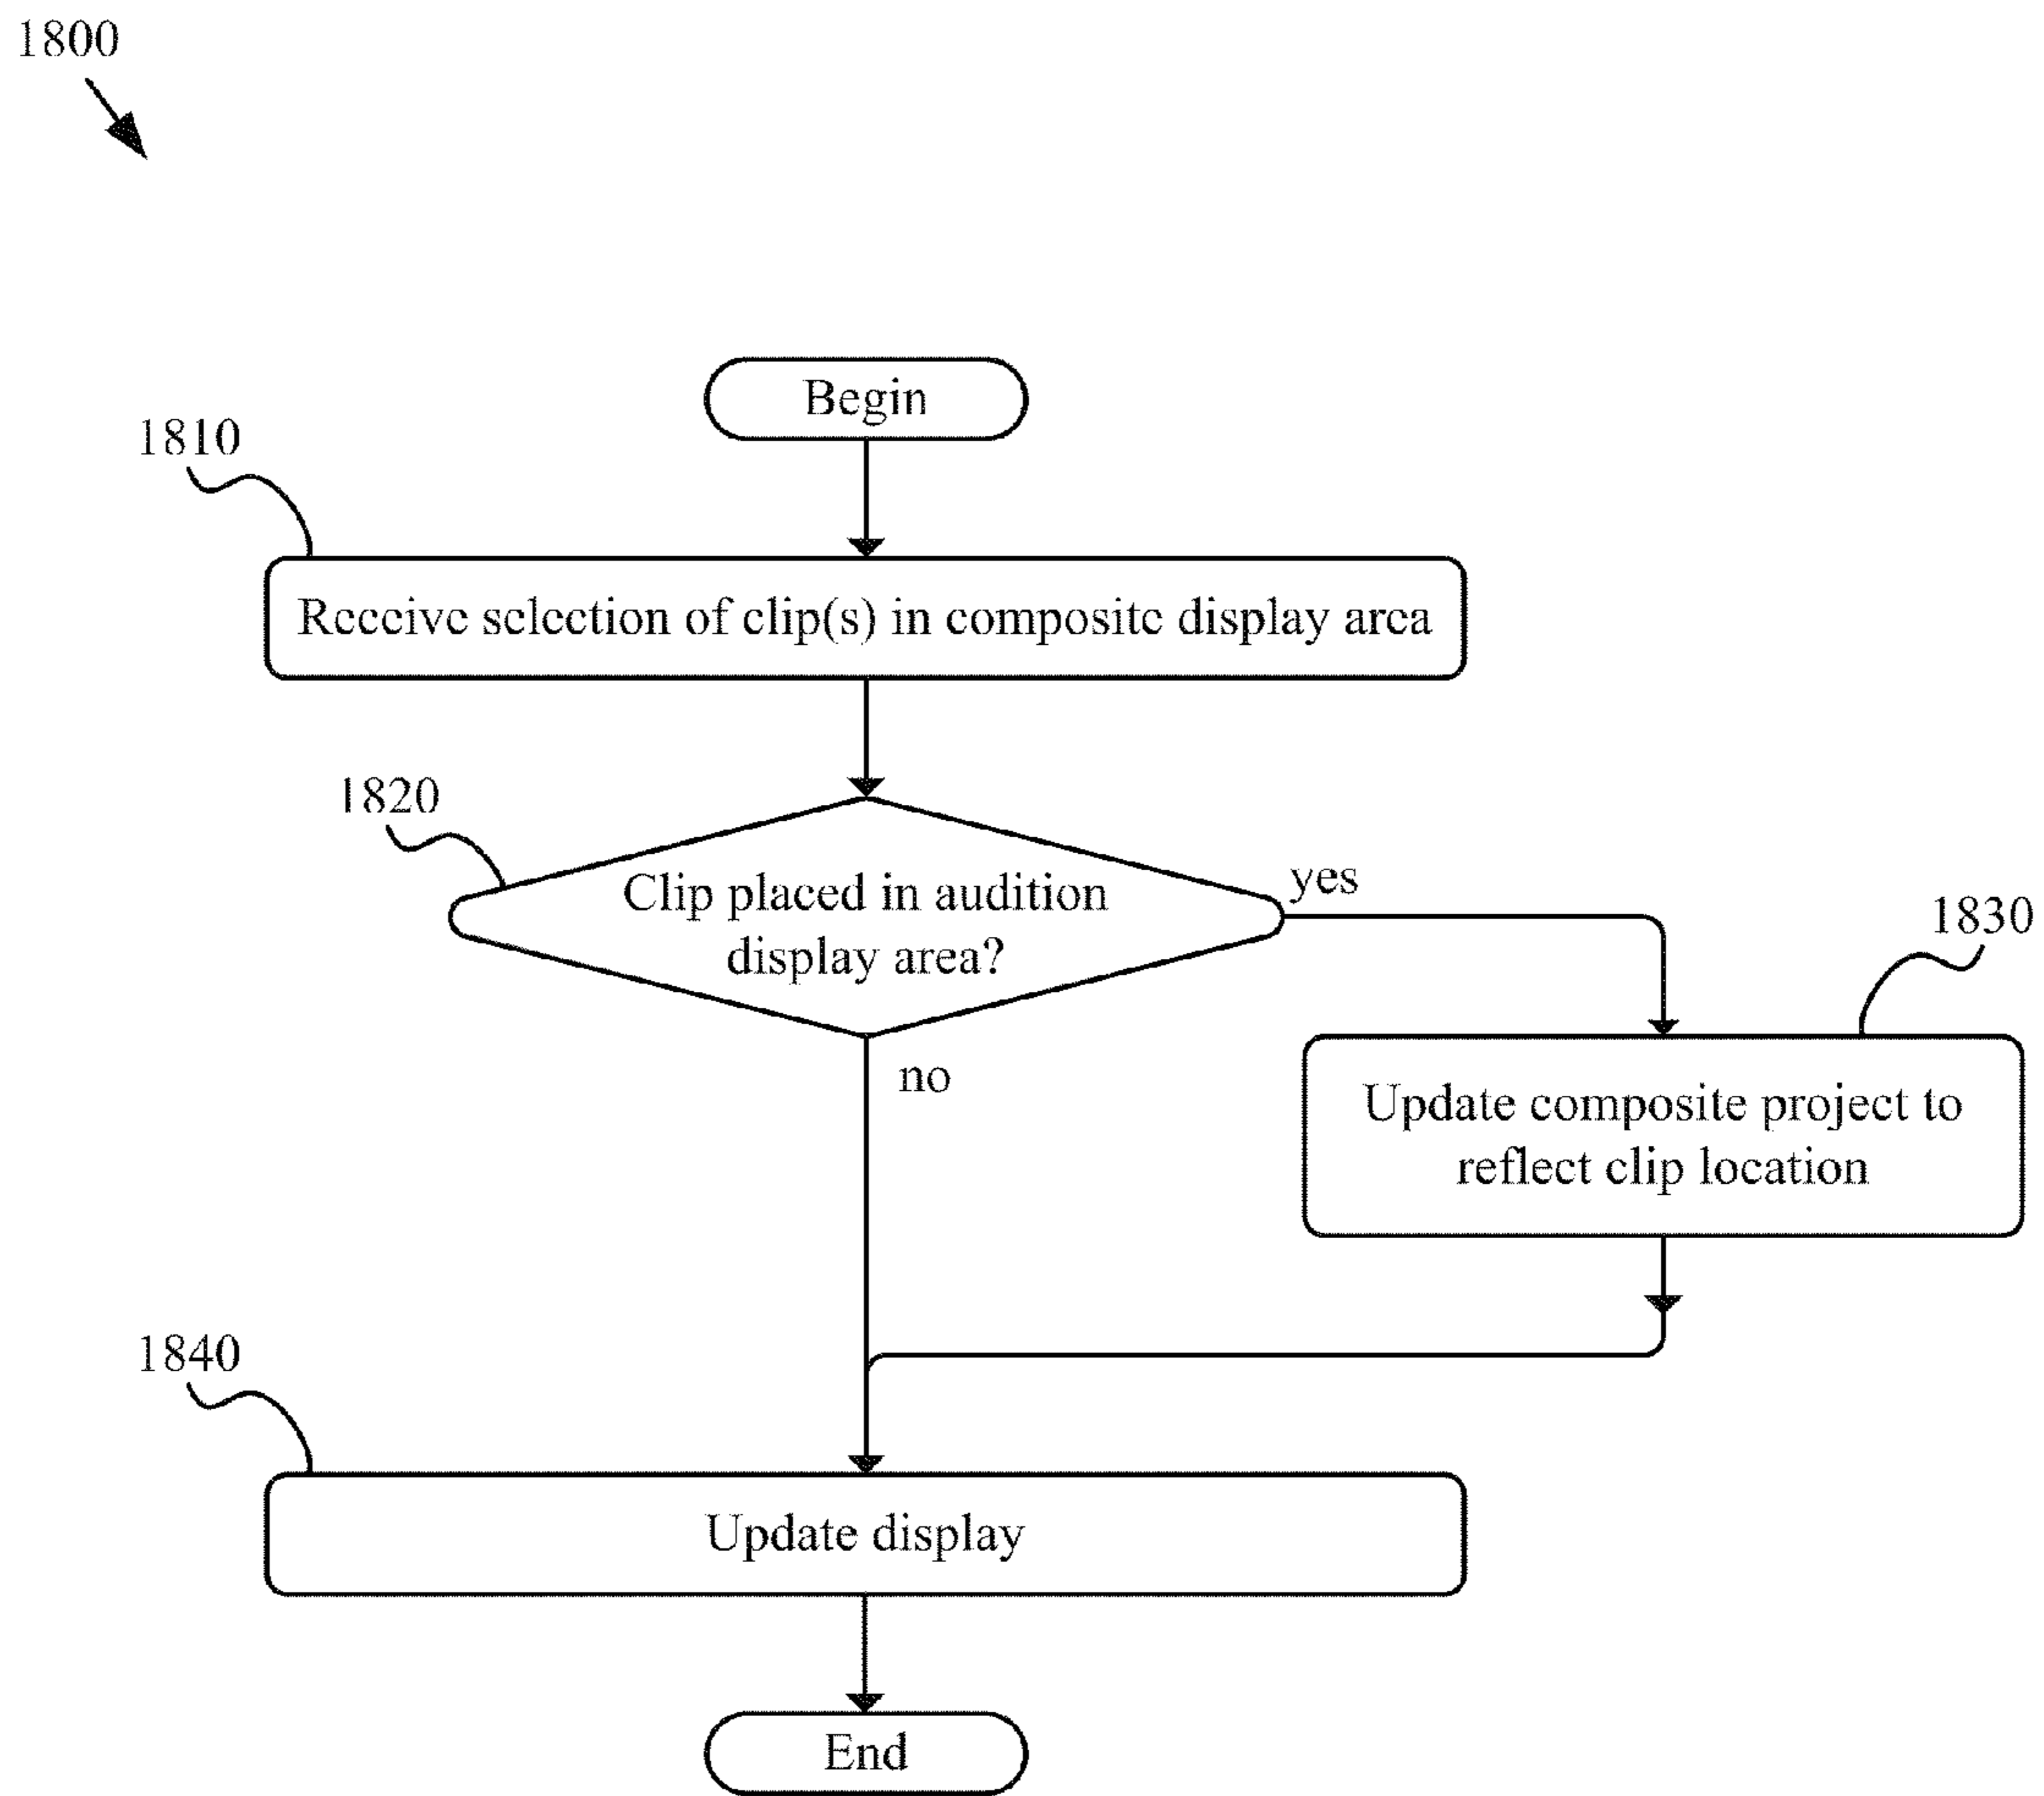 1800
Begin
1810
Receive selection of clip(s) in composite display area
1820
Clip placed in audition
display area?
yes
1830
no
Update composite project to
reflect clip location
1840
Update display
End